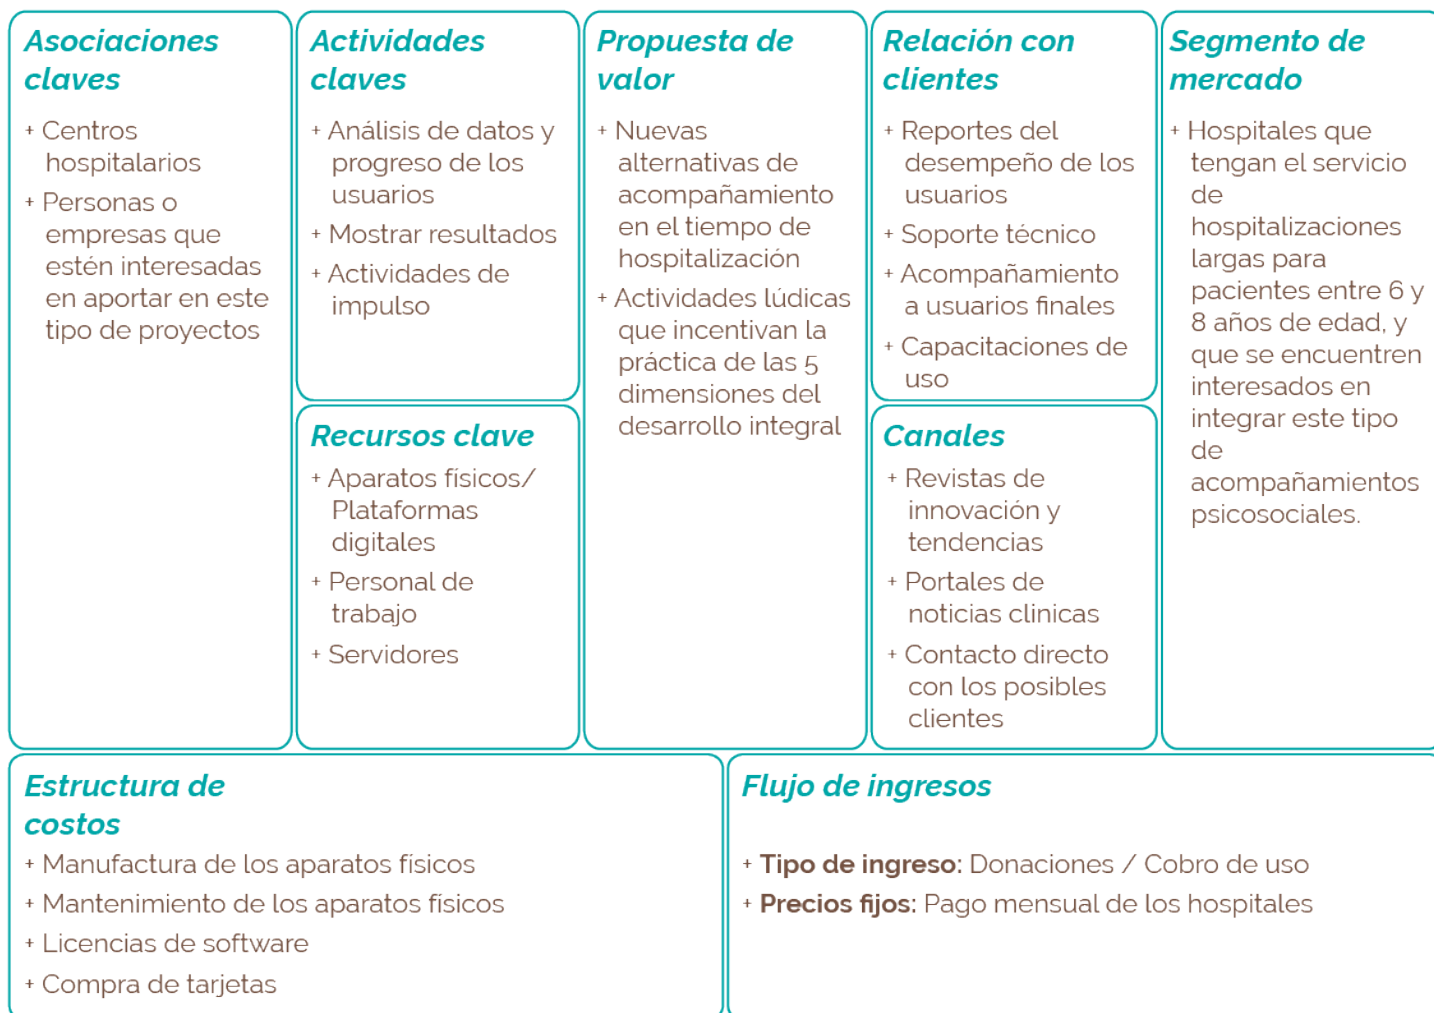 Asociaciones
claves
+ Centros
hospitalarios
+ Personas o
empresas que
estén interesadas
en aportar en este
tipo de proyectos
Actividades
claves
+ Análisis de datos y
progreso de los
usuarios
+ Mostrar resultados
+ Actividades de
impulso
Recursos clave
+ Aparatos físicos/
Plataformas
digitales
+ Personal de
trabajo
+ Servidores
Propuesta de
valor
+ Nuevas
alternativas de
acompañamiento
en el tiempo de
hospitalización
+ Actividades lúdicas
que incentivan la
práctica de las 5
dimensiones del
desarrollo integral
Relación con
clientes
+ Reportes del
desempeño de los
usuarios
+ Soporte técnico
+ Acompañamiento
a usuarios finales
+ Capacitaciones de
uso
Canales
+ Revistas de
innovación y
tendencias
+ Portales de
noticias clinicas
+ Contacto directo
con los posibles
clientes
Segmento de
mercado
+ Hospitales que
tengan el servicio
de
hospitalizaciones
largas para
pacientes entre 6 y
8 años de edad, y
que se encuentren
interesados en
integrar este tipo
de
acompañamientos
psicosociales.
Estructura de
costos
+ Manufactura de los aparatos físicos
+ Mantenimiento de los aparatos físicos
+ Licencias de software
+ Compra de tarjetas
Flujo de ingresos
+ Tipo de ingreso: Donaciones / Cobro de uso
+ Precios fijos: Pago mensual de los hospitales